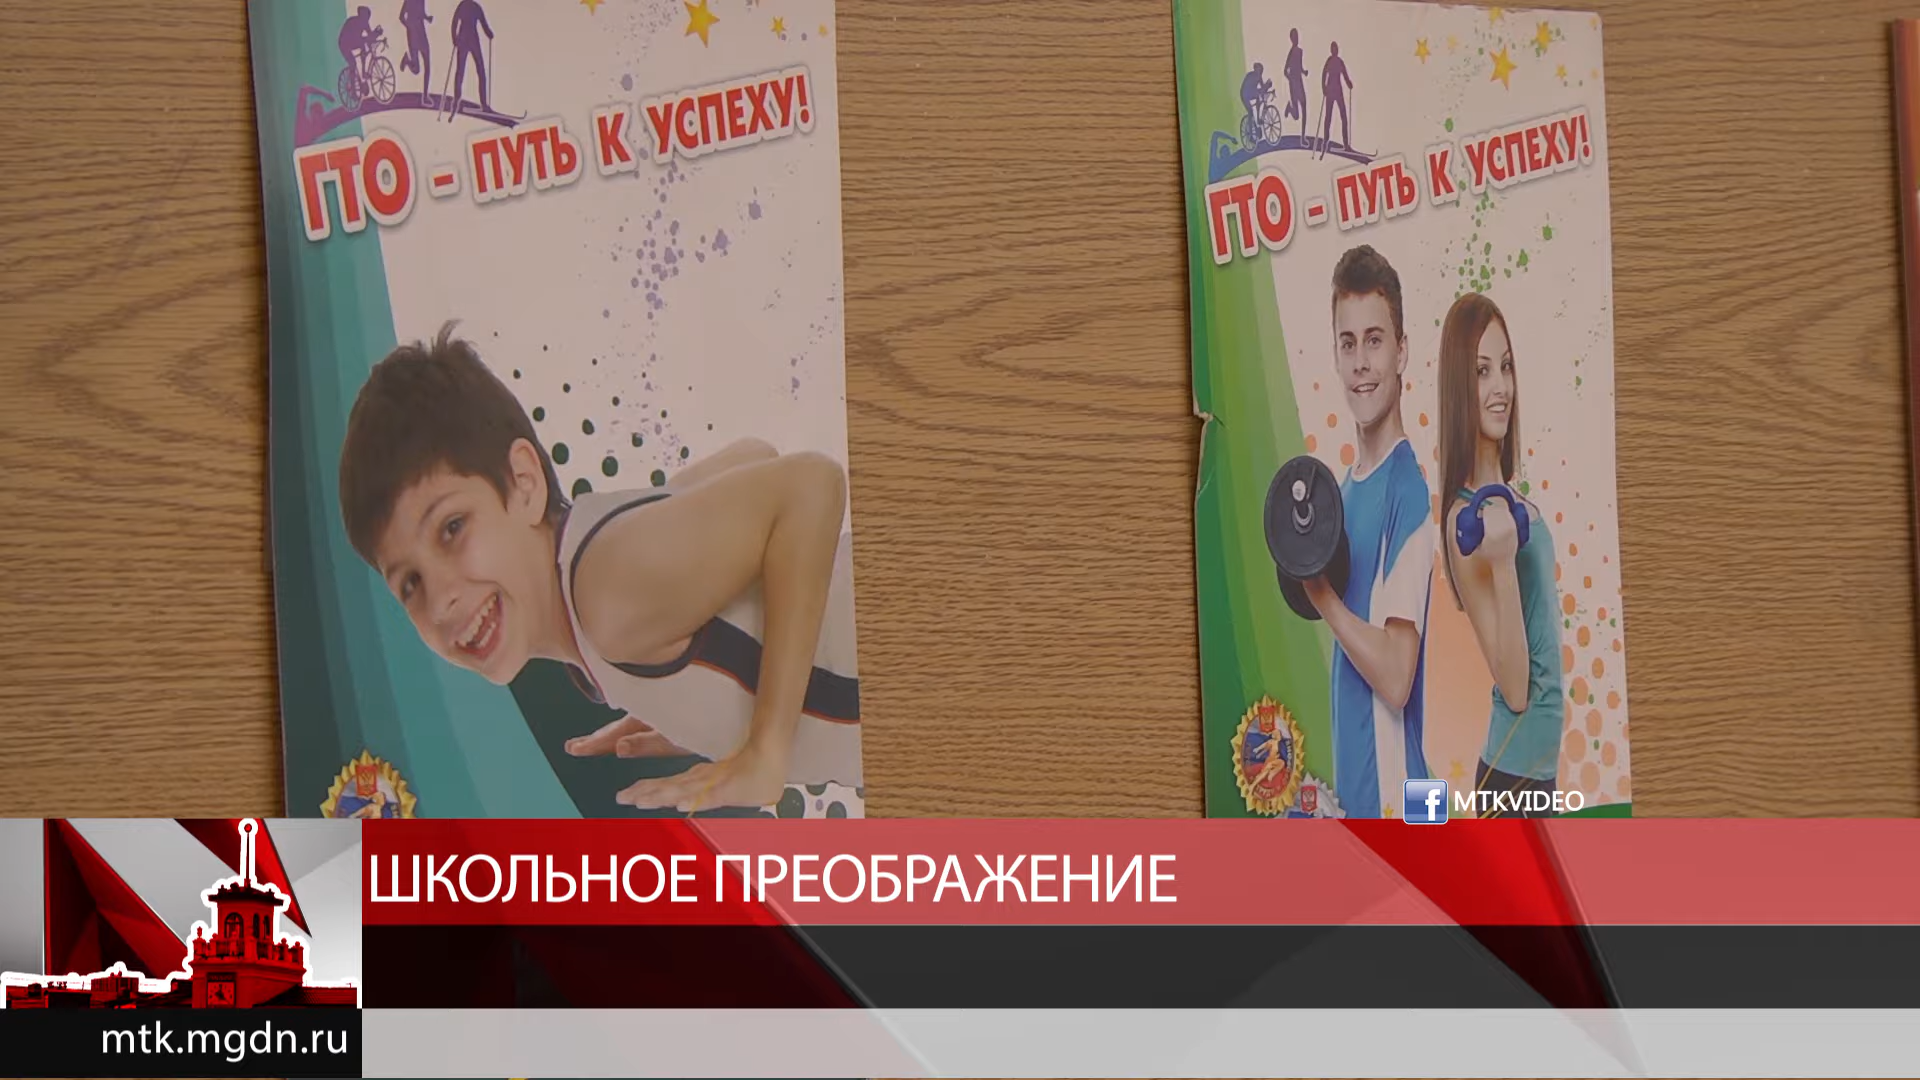 ГТО - ПУТЬ К УСПЕХУ!
ГТО - ПУТЬ К УСПЕХУ!
MTKVIDEO
ШКОЛЬНОЕ ПРЕОБРАЖЕНИЕ
mtk.mgdn.ru